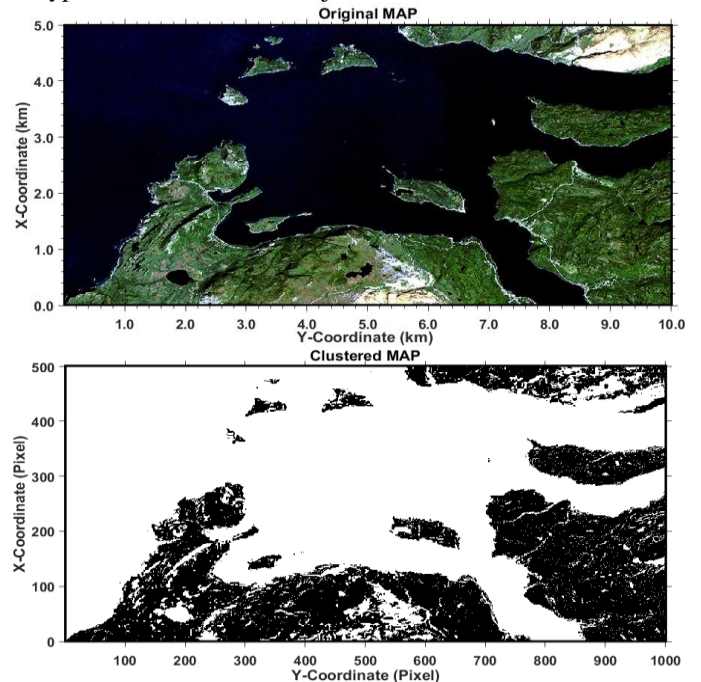 Original MAP
5.0
4.0
3.0
2.0
1.0
0.0
X-Coordinate (km)
1.0 2.0 3.0 4.0 5.0 6.0 7.0 8.0 9.0 10.0
Y-Coordinate (km)
Clustered MAP
500
400
300
200
100
0
X-Coordinate (Pixel)
100 200 300 400 500 600 700 800 900 1000
Y-Coordinate (Pixel)